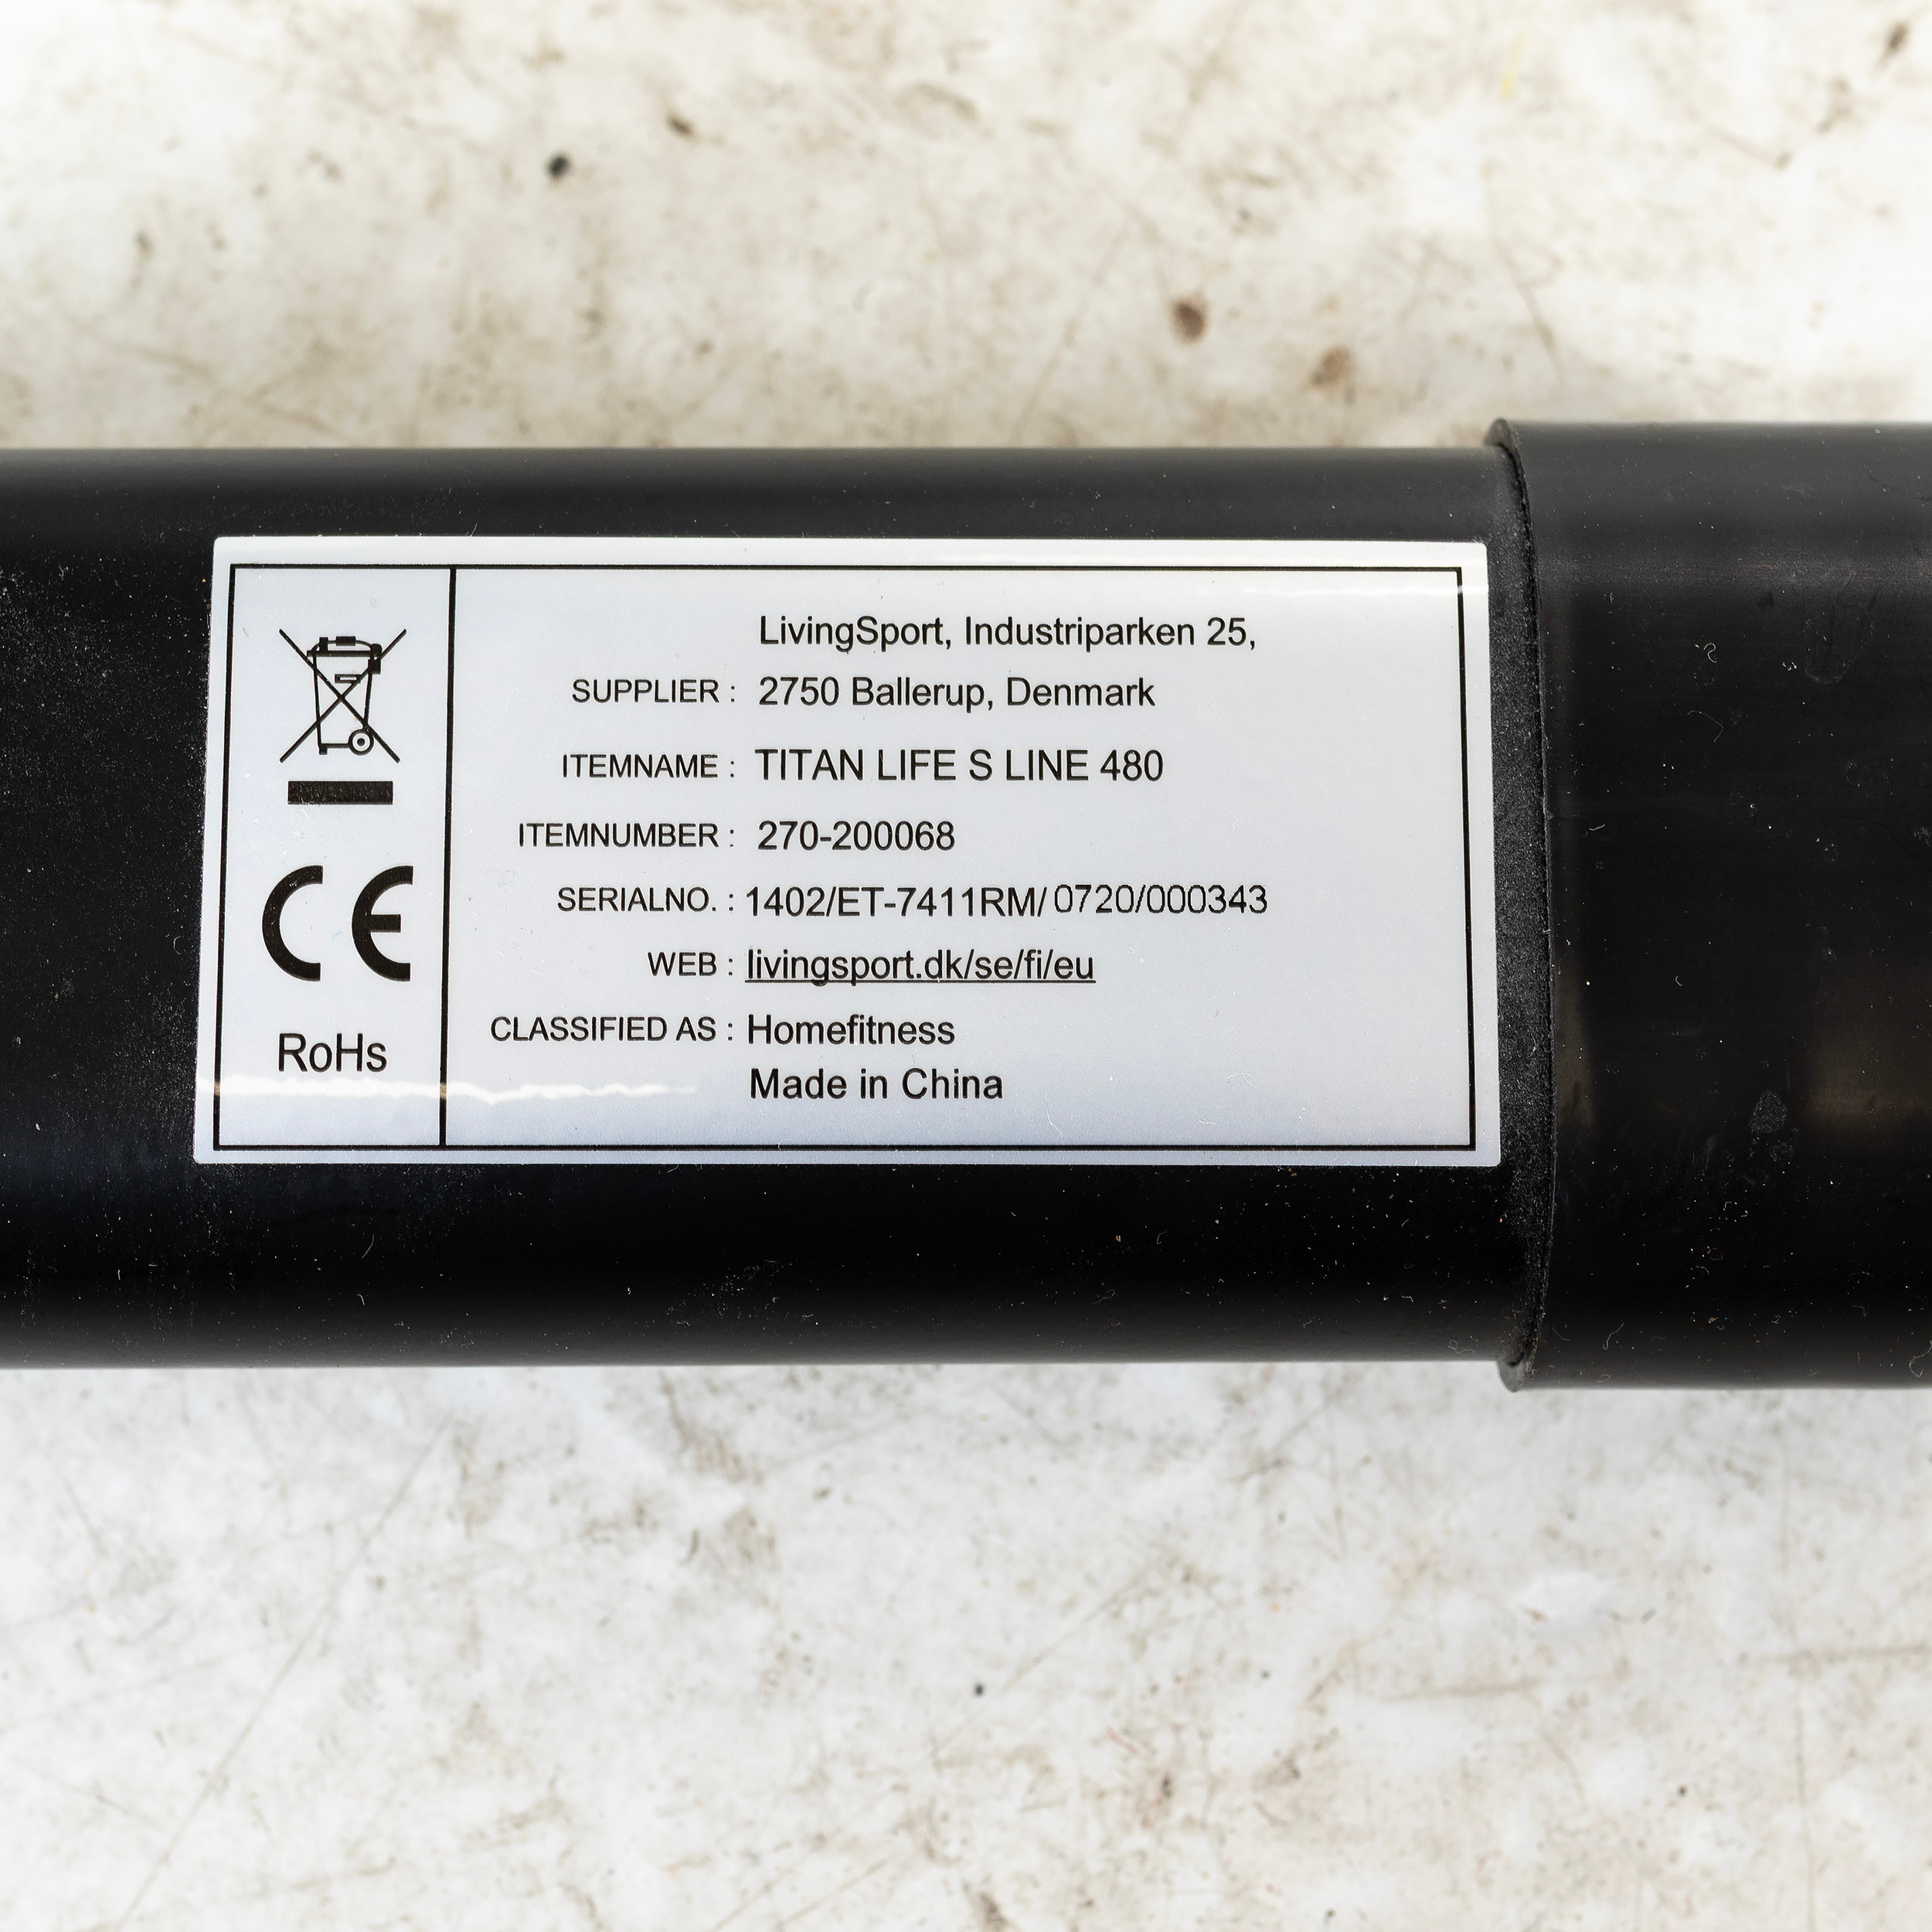 LivingSport, Industriparken 25,
SUPPLIER : 2750 Ballerup, Denmark
ITEMNAME : TITAN LIFE S LINE 480
ITEMNUMBER : 270-200068
SERIALNO. : 1402/ET-7411RM/ 0720/000343
WEB : livingsport.dk/se/fi/eu
CLASSIFIED AS : Homefitness
Made in China
CE
RoHs